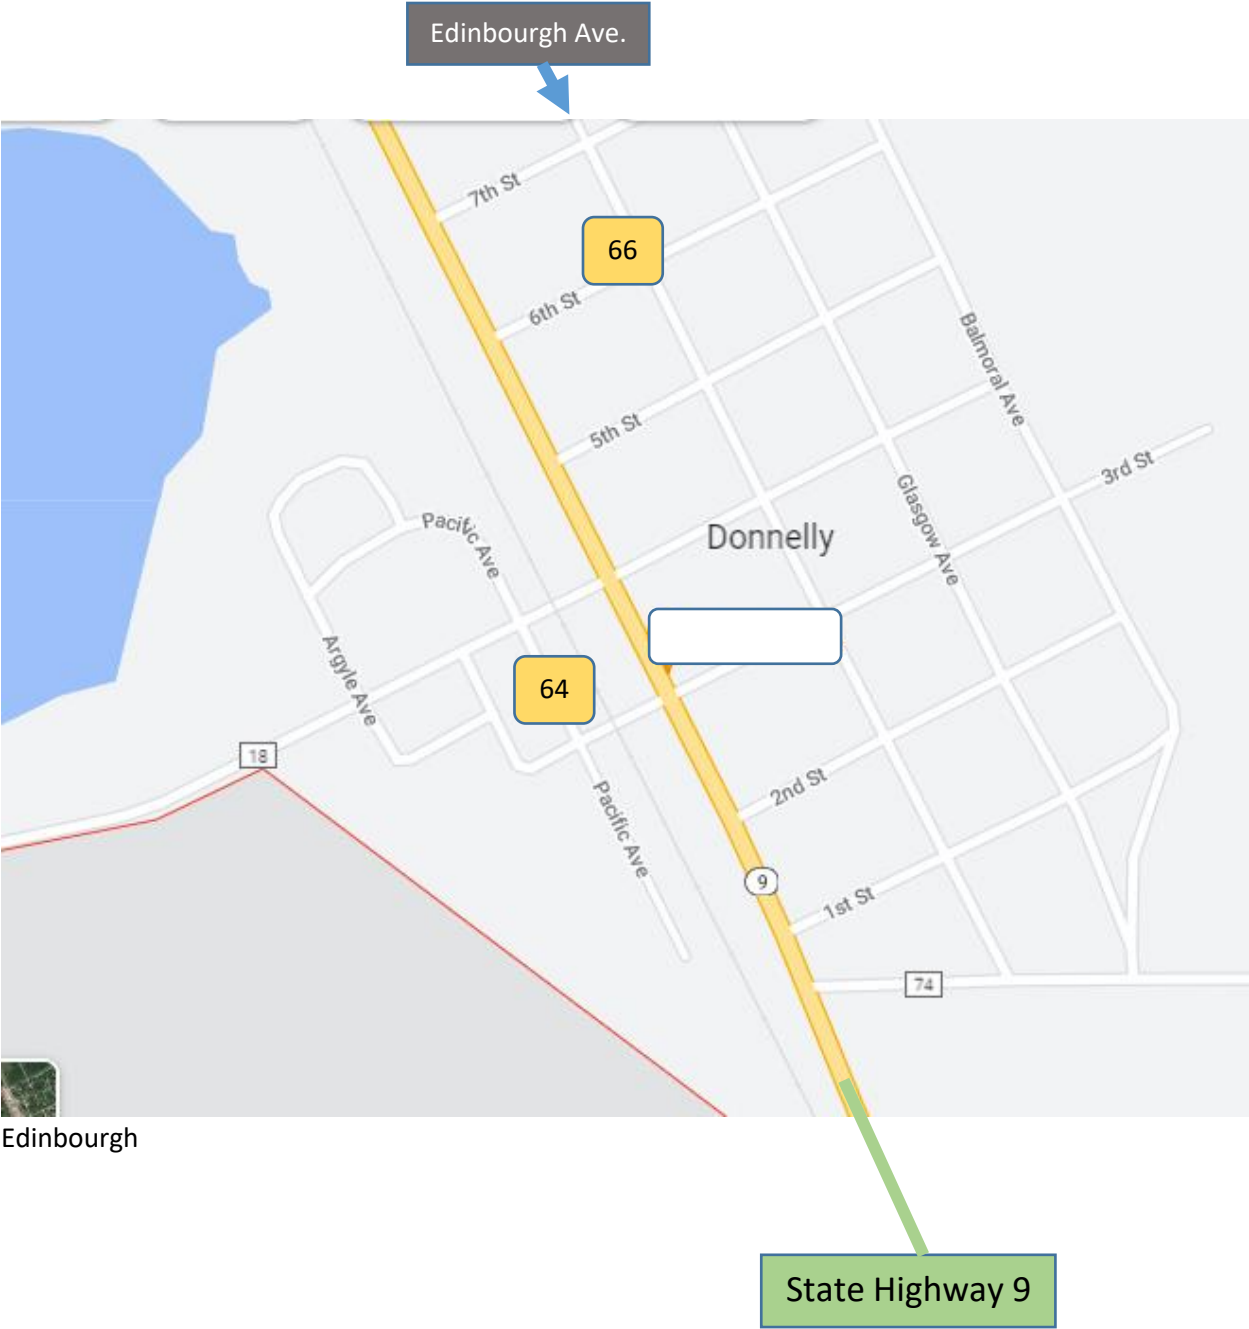 Edinbourgh Ave.
7th St
66
6th St
Balmoral Ave
5th St
3rd St
Glasgow Ave
Pacific Ave
Donnelly
Argyle Ave
64
18
2nd St
Pacific Ave
9
1st St
74
Edinbourgh
State Highway 9